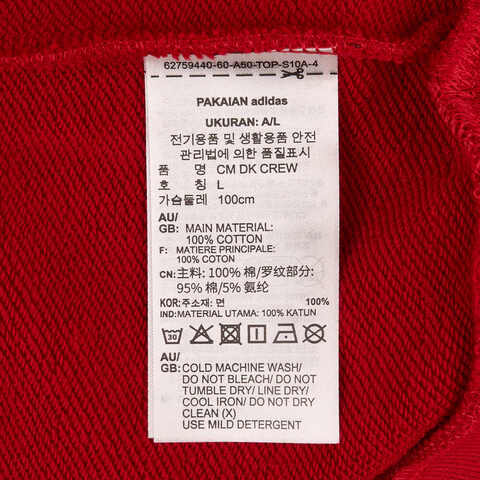 62759440-60-A50-TOP-S10A-4
PAKAIAN adidas
UKURAN: A/L
전기용품 및 생활용품 안전
관리법에 의한 품질표시
품 명 CM DK CREW
호 칭 L
가슴둘레 100cm
AU/
GB: MAIN MATERIAL:
100% COTTON
F: MATIERE PRINCIPALE:
100% COTON
CN: 主料: 100% 棉/罗纹部分:
95% 棉/5% 氨纶
KOR: 주소재: 면 100%
IND: MATERIAL UTAMA: 100% KATUN
30
AU/
GB: COLD MACHINE WASH/
DO NOT BLEACH/ DO NOT
TUMBLE DRY/ LINE DRY/
COOL IRON/ DO NOT DRY
CLEAN (X)
USE MILD DETERGENT